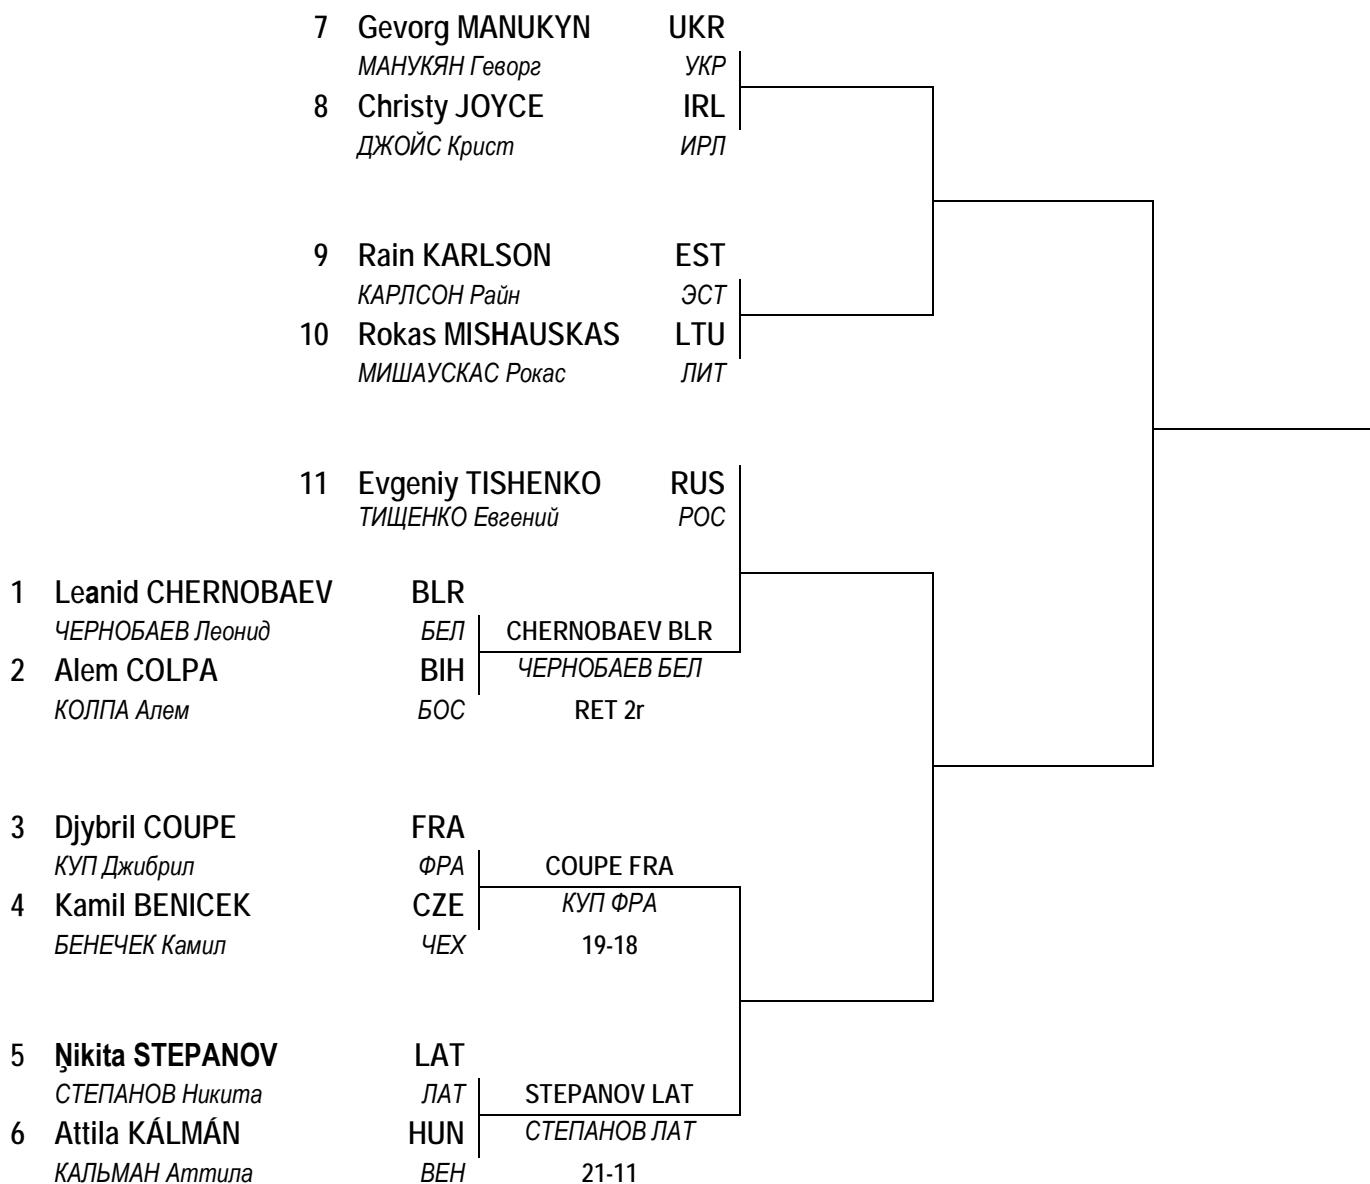 7 Gevorg MANUKYN UKR
МАНУКЯН Геворг УКР
8 Christy JOYCE IRL
ДЖОЙС Крист ИРЛ
9 Rain KARLSON EST
КАРЛСОН Райн ЭСТ
10 Rokas MISHAUSKAS LTU
МИШАУСКАС Рокас ЛИТ
11 Evgeniy TISHENKO RUS
ТИЩЕНКО Евгений РОС
1 Leanid CHERNOBAEV BLR
ЧЕРНОБАЕВ Леонид БЕЛ CHERNOBAEV BLR
2 Alem COLPA BIH ЧЕРНОБАЕВ БЕЛ
КОЛПА Алем БОС RET 2r
3 Djybril COUPE FRA
КУП Джибрил ФРА COUPE FRA
4 Kamil BENICEK CZE КУП ФРА
БЕНЕЧЕК Камил ЧЕХ 19-18
5 Ņikita STEPANOV LAT
СТЕПАНОВ Никита ЛАТ STEPANOV LAT
6 Attila KÁLMÁN HUN СТЕПАНОВ ЛАТ
КАЛЬМАН Аттила ВЕН 21-11